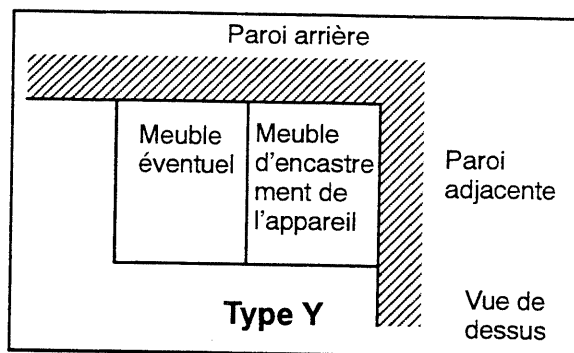 Paroi arrière
Meuble
éventuel
Meuble
d'encastre
ment de
l'appareil
Paroi
adjacente
Type Y
Vue de
dessus